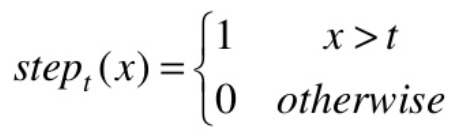 step_t(x) = { 1 x > t
0 otherwise